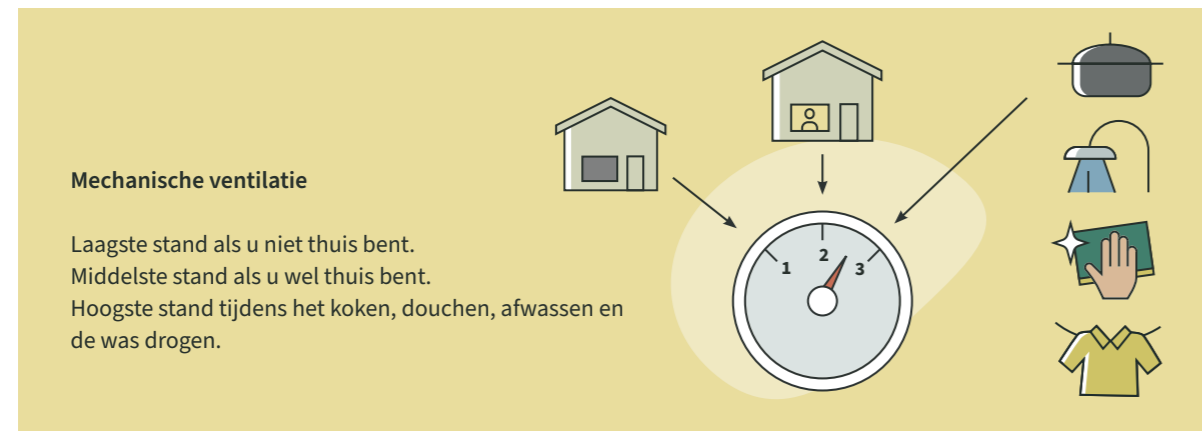 Mechanische ventilatie
Laagste stand als u niet thuis bent.
Middelste stand als u wel thuis bent.
Hoogste stand tijdens het koken, douchen, afwassen en
de was drogen.
1
2
3